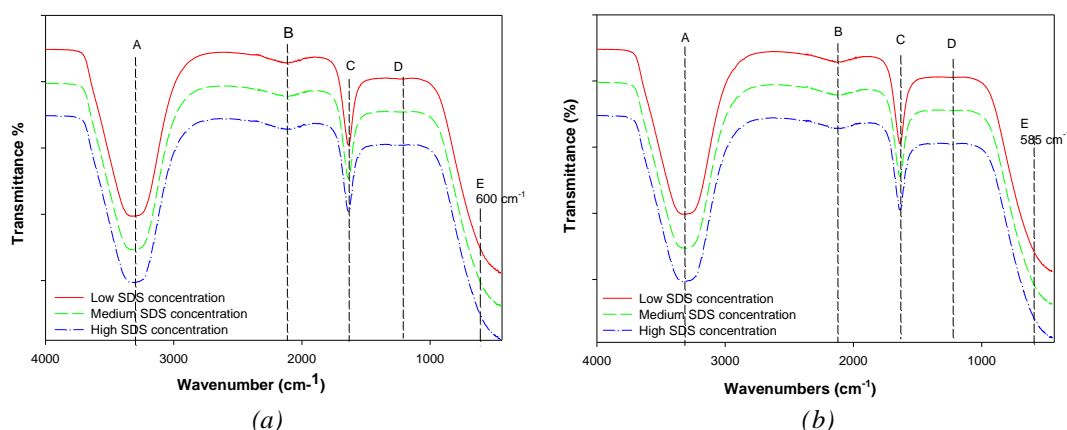 A
B
C
D
E
600 cm-1
Transmittance %
Low SDS concentration
Medium SDS concentration
High SDS concentration
4000
3000
2000
1000
Wavenumber (cm-1)
(a)
A
B
C
D
E
585 cm-1
Transmittance (%)
Low SDS concentration
Medium SDS concentration
High SDS concentration
4000
3000
2000
1000
Wavenumbers (cm-1)
(b)